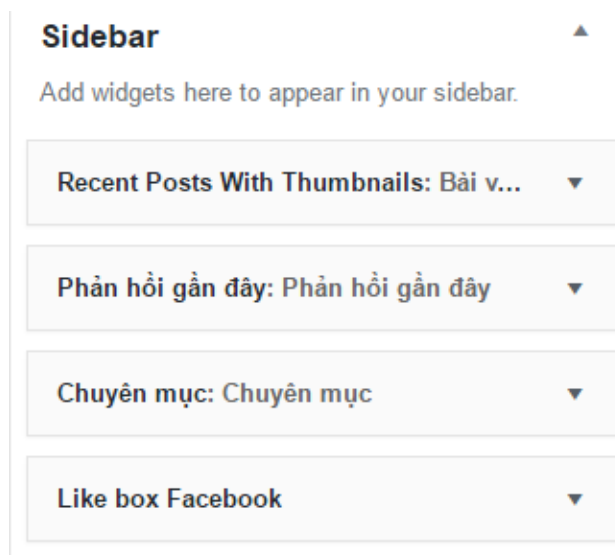 Sidebar
Add widgets here to appear in your sidebar.
Recent Posts With Thumbnails: Bài v...
Phản hồi gần đây: Phản hồi gần đây
Chuyên mục: Chuyên mục
Like box Facebook